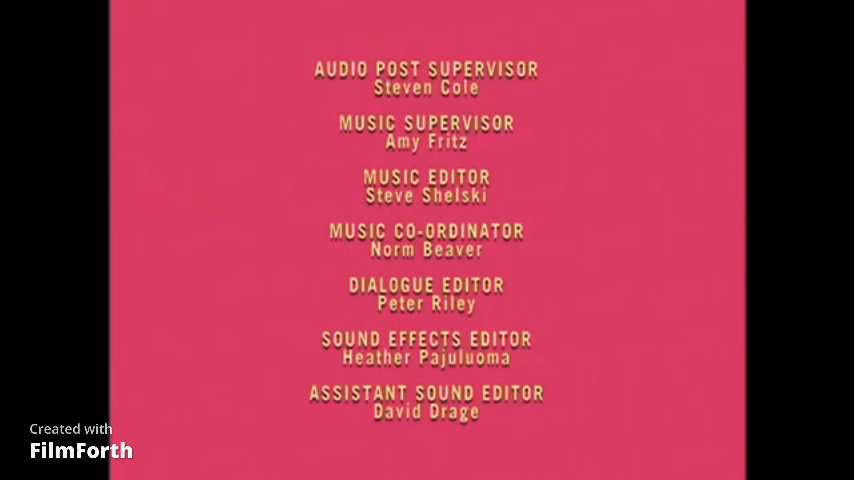 AUDIO POST SUPERVISOR
Steven Cole
MUSIC SUPERVISOR
Amy Fritz
MUSIC EDITOR
Steve Shelski
MUSIC CO-ORDINATOR
Norm Beaver
DIALOGUE EDITOR
Peter Riley
SOUND EFFECTS EDITOR
Heather Pajuluoma
ASSISTANT SOUND EDITOR
David Drage
Created with
FilmForth